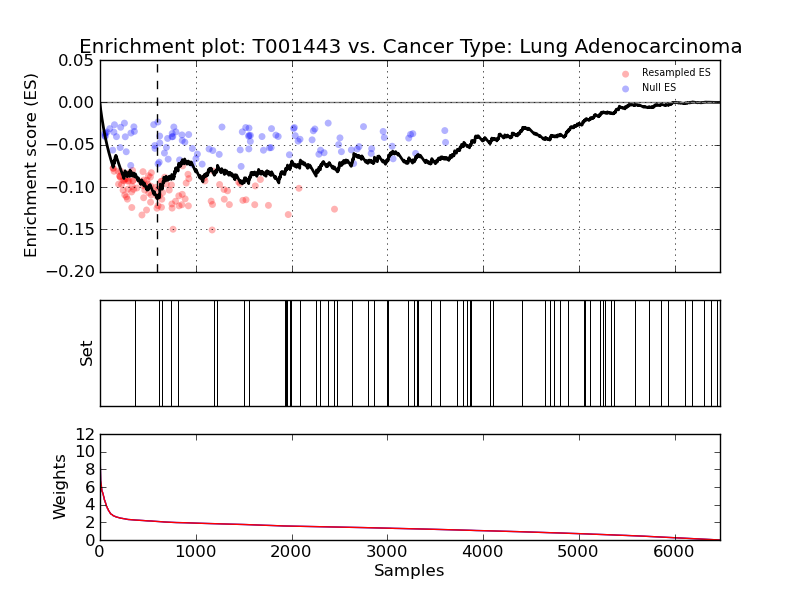 Enrichment plot: T001443 vs. Cancer Type: Lung Adenocarcinoma
0.05
0.00
−0.05
−0.10
−0.15
−0.20
Enrichment score (ES)
Resampled ES
Null ES
Set
12
10
8
6
4
2
0
Weights
0 1000 2000 3000 4000 5000 6000
Samples